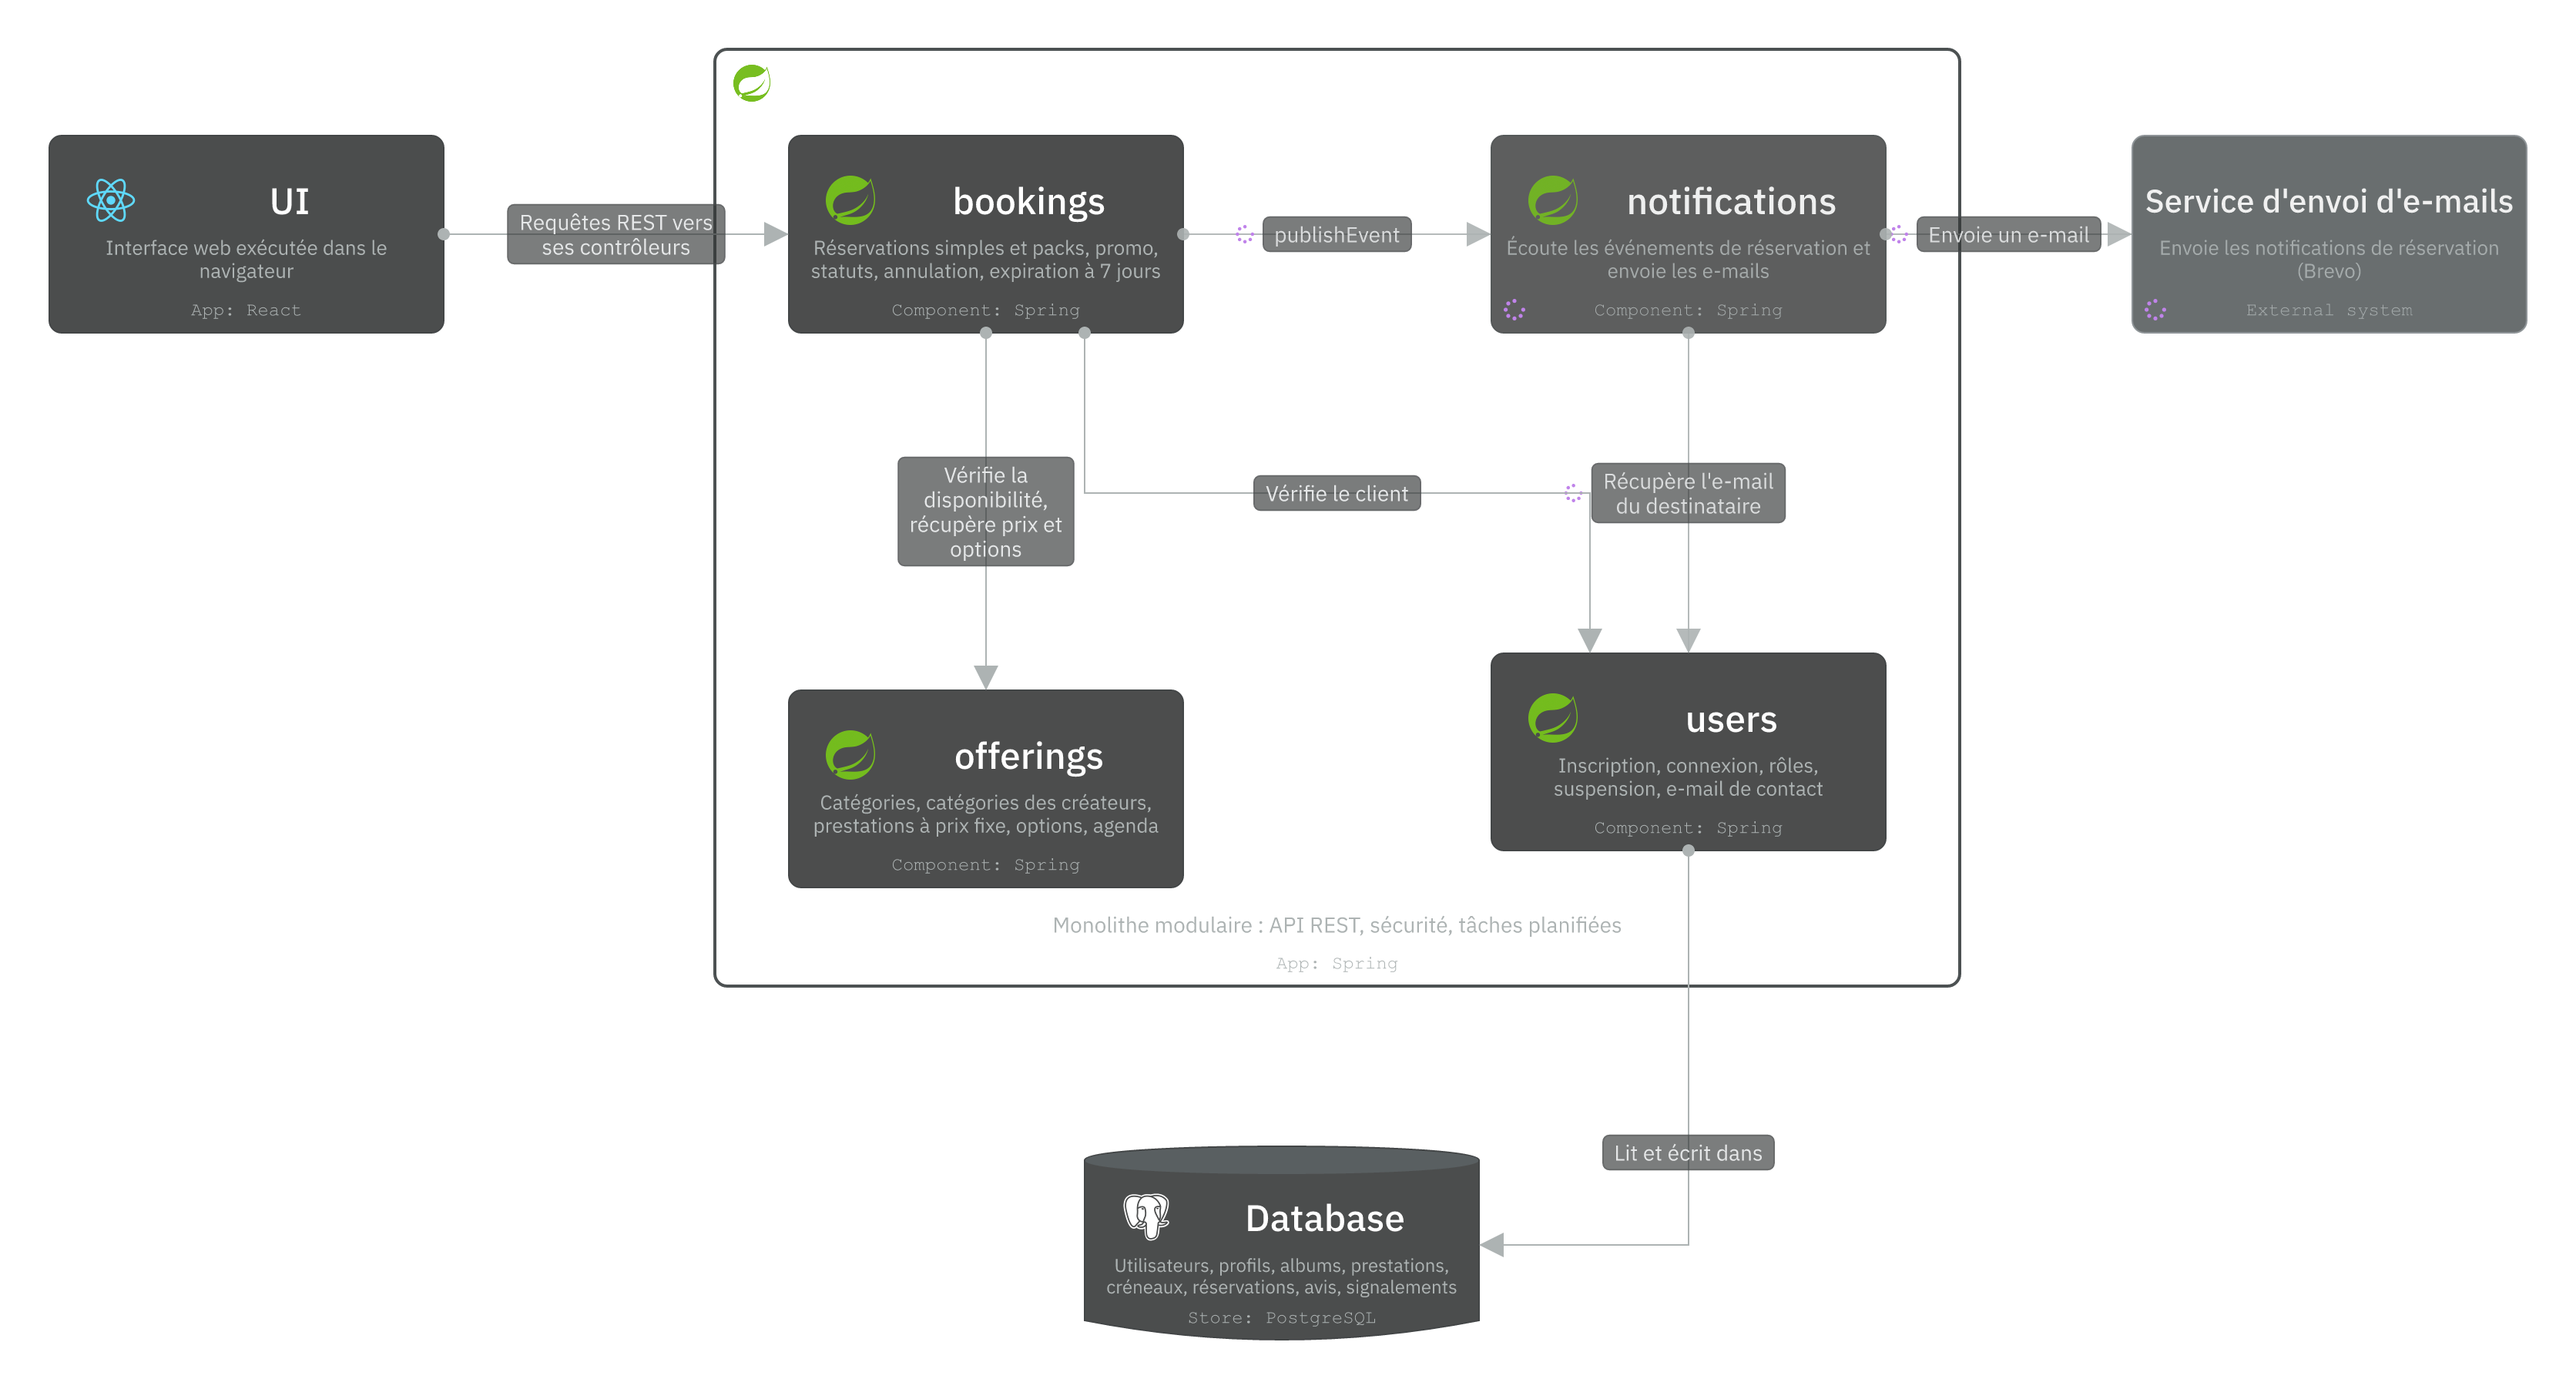 UI
Interface web exécutée dans le
navigateur
App: React
Requêtes REST vers
ses contrôleurs
bookings
Réservations simples et packs, promo,
statuts, annulation, expiration à 7 jours
Component: Spring
publishEvent
notifications
Écoute les événements de réservation et
envoie les e-mails
Component: Spring
Envoie un e-mail
Service d'envoi d'e-mails
Envoie les notifications de réservation
(Brevo)
External system
Vérifie la
disponibilité,
récupère prix et
options
Vérifie le client
Récupère l'e-mail
du destinataire
offerings
Catégories, catégories des créateurs,
prestations à prix fixe, options, agenda
Component: Spring
users
Inscription, connexion, rôles,
suspension, e-mail de contact
Component: Spring
Monolithe modulaire : API REST, sécurité, tâches planifiées
App: Spring
Lit et écrit dans
Database
Utilisateurs, profils, albums, prestations,
créneaux, réservations, avis, signalements
Store: PostgreSQL